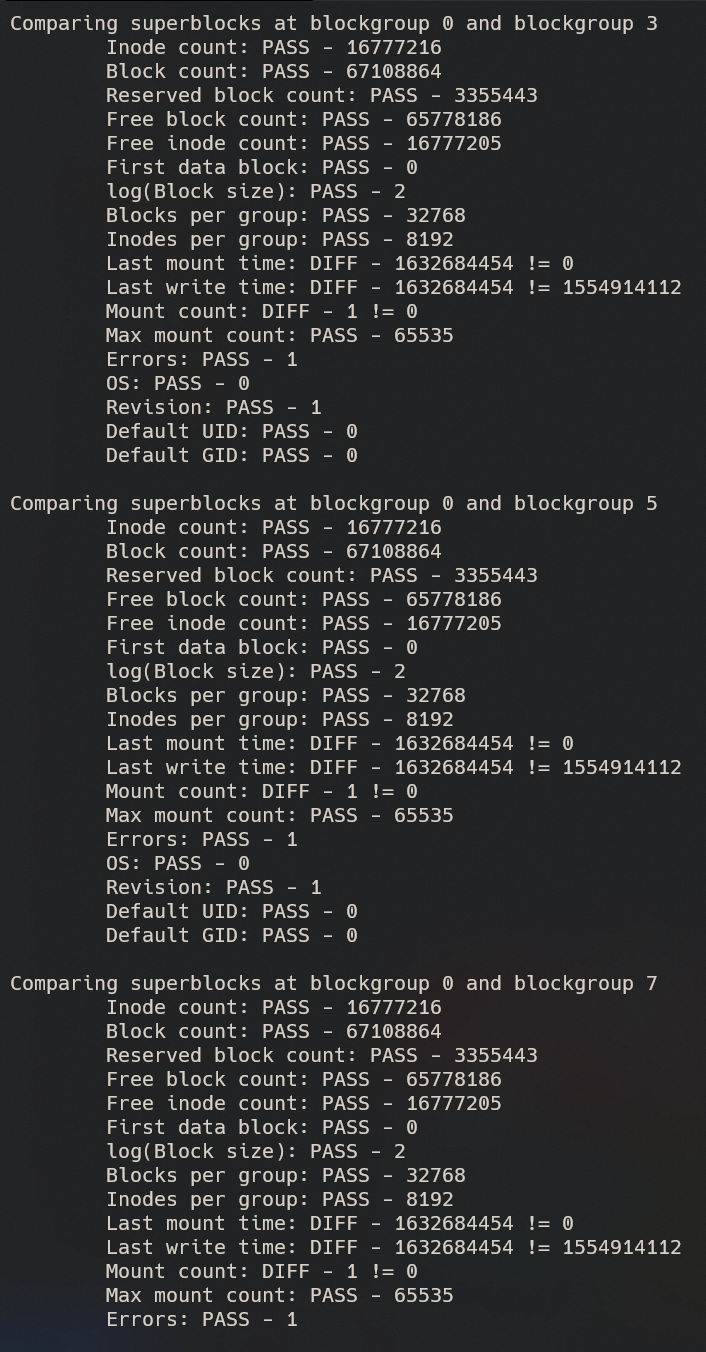 Comparing superblocks at blockgroup 0 and blockgroup 3
Inode count: PASS - 16777216
Block count: PASS - 67108864
Reserved block count: PASS - 3355443
Free block count: PASS - 65778186
Free inode count: PASS - 16777205
First data block: PASS - 0
log(Block size): PASS - 2
Blocks per group: PASS - 32768
Inodes per group: PASS - 8192
Last mount time: DIFF - 1632684454 != 0
Last write time: DIFF - 1632684454 != 1554914112
Mount count: DIFF - 1 != 0
Max mount count: PASS - 65535
Errors: PASS - 1
OS: PASS - 0
Revision: PASS - 1
Default UID: PASS - 0
Default GID: PASS - 0
Comparing superblocks at blockgroup 0 and blockgroup 5
Inode count: PASS - 16777216
Block count: PASS - 67108864
Reserved block count: PASS - 3355443
Free block count: PASS - 65778186
Free inode count: PASS - 16777205
First data block: PASS - 0
log(Block size): PASS - 2
Blocks per group: PASS - 32768
Inodes per group: PASS - 8192
Last mount time: DIFF - 1632684454 != 0
Last write time: DIFF - 1632684454 != 1554914112
Mount count: DIFF - 1 != 0
Max mount count: PASS - 65535
Errors: PASS - 1
OS: PASS - 0
Revision: PASS - 1
Default UID: PASS - 0
Default GID: PASS - 0
Comparing superblocks at blockgroup 0 and blockgroup 7
Inode count: PASS - 16777216
Block count: PASS - 67108864
Reserved block count: PASS - 3355443
Free block count: PASS - 65778186
Free inode count: PASS - 16777205
First data block: PASS - 0
log(Block size): PASS - 2
Blocks per group: PASS - 32768
Inodes per group: PASS - 8192
Last mount time: DIFF - 1632684454 != 0
Last write time: DIFF - 1632684454 != 1554914112
Mount count: DIFF - 1 != 0
Max mount count: PASS - 65535
Errors: PASS - 1